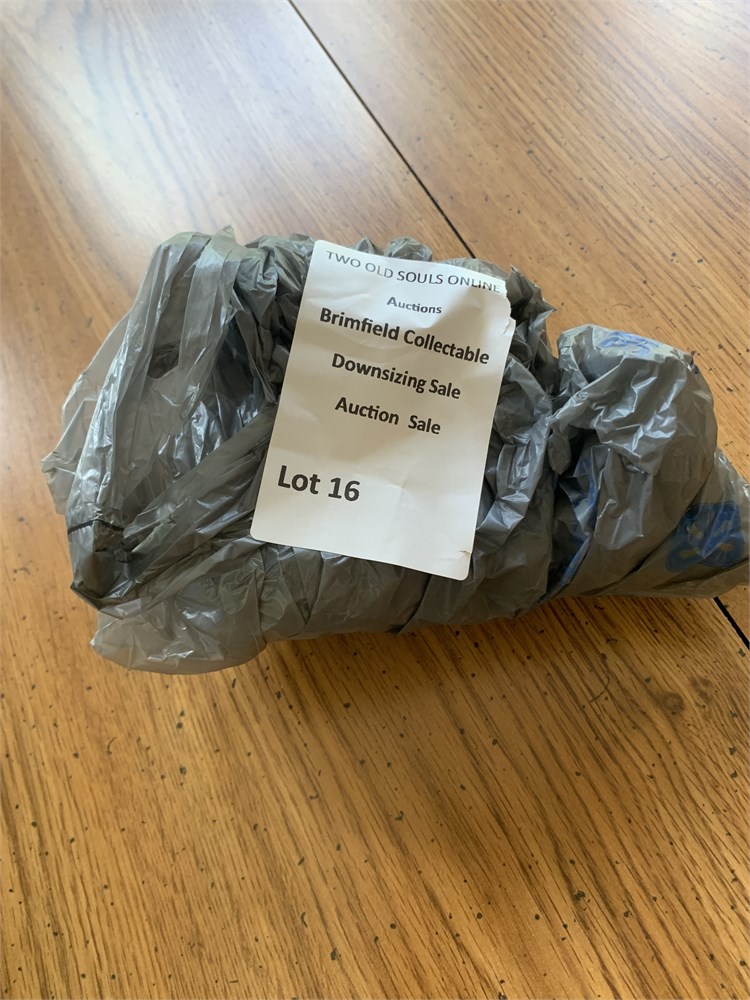 TWO OLD SOULS ONLINE
Auctions
Brimfield Collectable
Downsizing Sale
Auction Sale
Lot 16